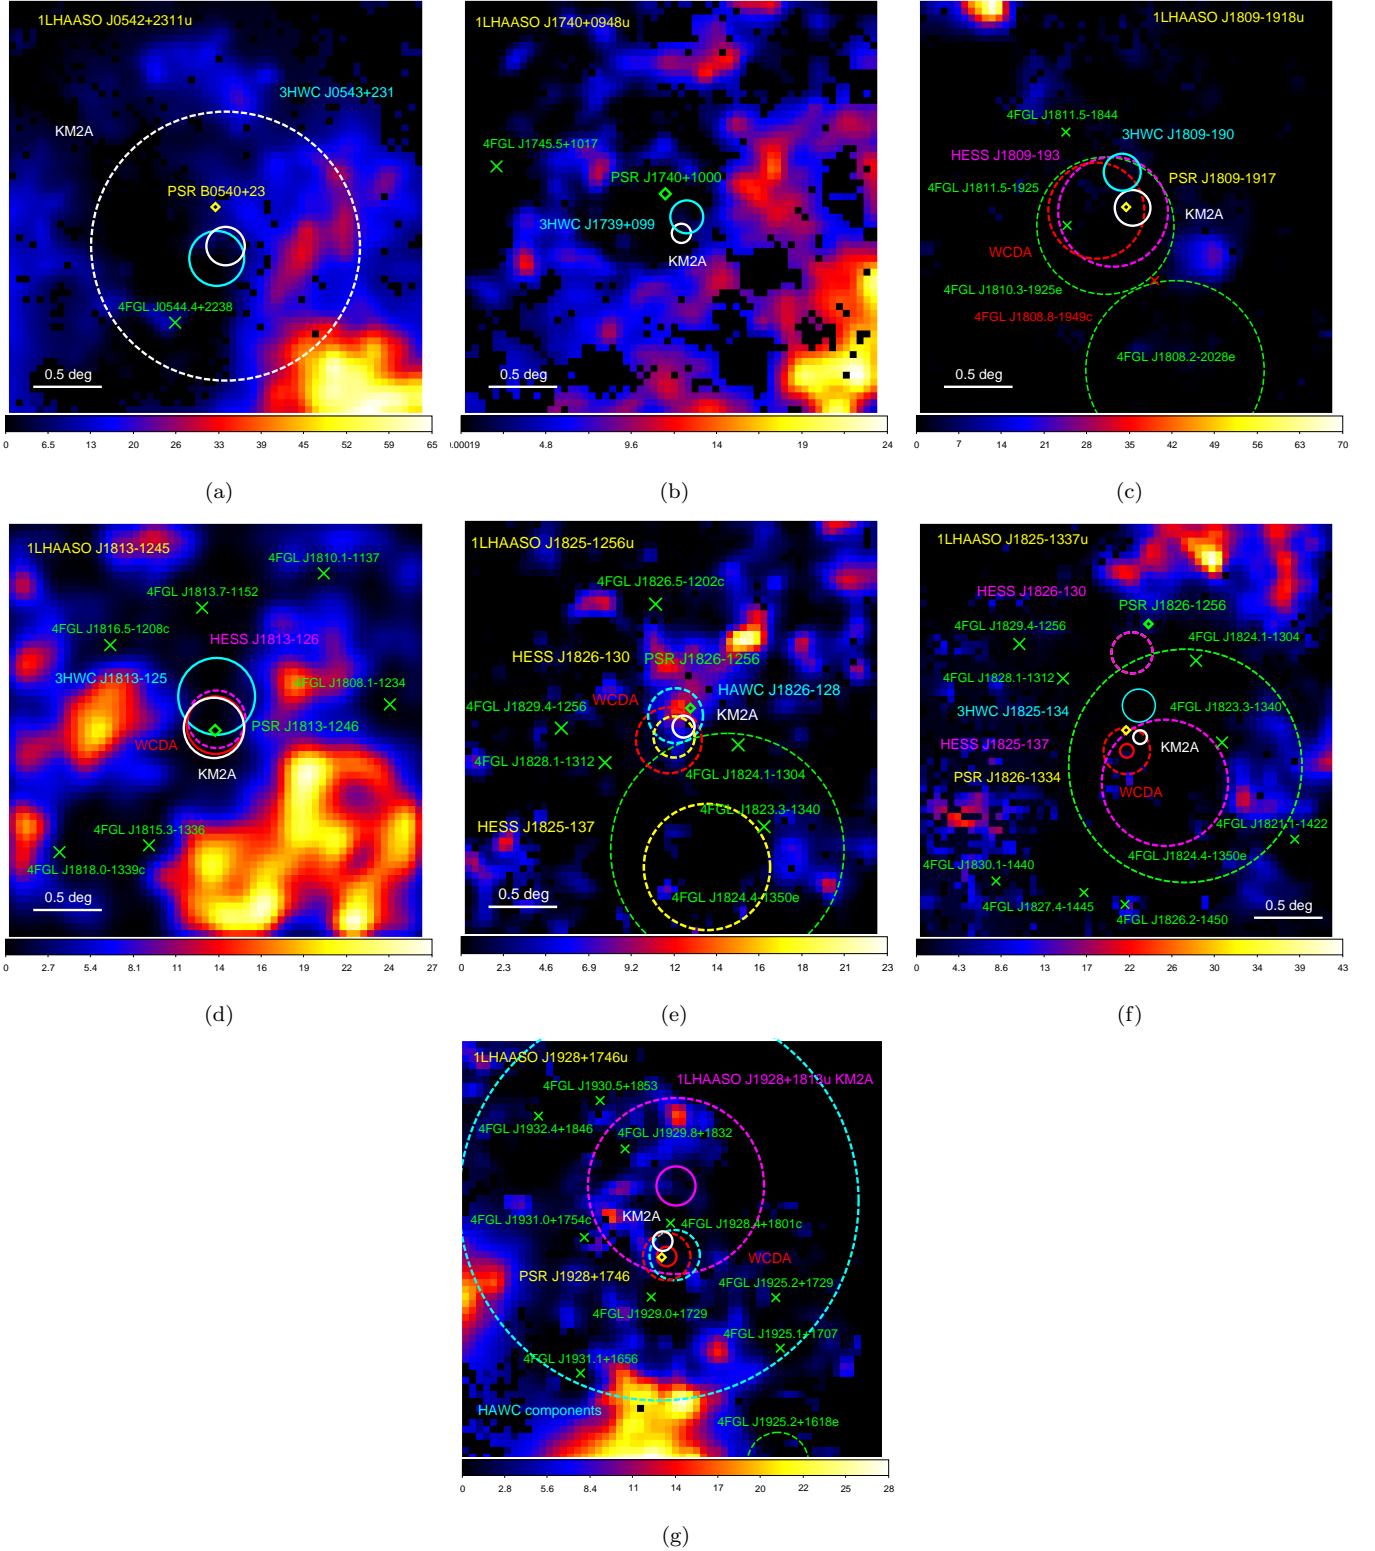 1LHAASO J0542+2311u
3HWC J0543+231
KM2A
PSR B0540+23
4FGL J0544.4+2238
0.5 deg
0 6.5 13 20 26 33 39 45 52 59 65
(a)
1LHAASO J1740+0948u
4FGL J1745.5+1017
PSR J1740+1000
3HWC J1739+099
KM2A
0.5 deg
.00019 4.8 9.6 14 19 24
(b)
1LHAASO J1809-1918u
4FGL J1811.5-1844
3HWC J1809-190
HESS J1809-193
PSR J1809-1917
4FGL J1811.5-1925
KM2A
WCDA
4FGL J1810.3-1925e
4FGL J1808.8-1949c
4FGL J1808.2-2028e
0.5 deg
0 7 14 21 28 35 42 49 56 63 70
(c)
1LHAASO J1813-1245
4FGL J1810.1-1137
4FGL J1813.7-1152
4FGL J1816.5-1208c
HESS J1813-126
3HWC J1813-125
4FGL J1808.1-1234
PSR J1813-1246
WCDA
KM2A
4FGL J1815.3-1336
4FGL J1818.0-1339c
0.5 deg
0 2.7 5.4 8.1 11 14 16 19 22 24 27
(d)
1LHAASO J1825-1256u
4FGL J1826.5-1202c
HESS J1826-130
PSR J1826-1256
HAWC J1826-128
WCDA
4FGL J1829.4-1256
KM2A
4FGL J1828.1-1312
4FGL J1824.1-1304
4FGL J1823.3-1340
HESS J1825-137
0.5 deg
4FGL J1824.4-1350e
0 2.3 4.6 6.9 9.2 12 14 16 18 21 23
(e)
1LHAASO J1825-1337u
HESS J1826-130
PSR J1826-1256
4FGL J1829.4-1256
4FGL J1824.1-1304
4FGL J1828.1-1312
3HWC J1825-134
4FGL J1823.3-1340
HESS J1825-137
KM2A
PSR J1826-1334
WCDA
4FGL J1821.1-1422
4FGL J1824.4-1350e
4FGL J1830.1-1440
4FGL J1827.4-1445
0.5 deg
4FGL J1826.2-1450
0 4.3 8.6 13 17 22 26 30 34 39 43
(f)
1LHAASO J1928+1746u
1LHAASO J1928+1813u KM2A
4FGL J1930.5+1853
4FGL J1932.4+1846
4FGL J1929.8+1832
4FGL J1931.0+1754c
KM2A
4FGL J1928.4+1801c
WCDA
PSR J1928+1746
4FGL J1925.2+1729
4FGL J1929.0+1729
4FGL J1925.1+1707
4FGL J1931.1+1656
HAWC components
4FGL J1925.2+1618e
0 2.8 5.6 8.4 11 14 17 20 22 25 28
(g)